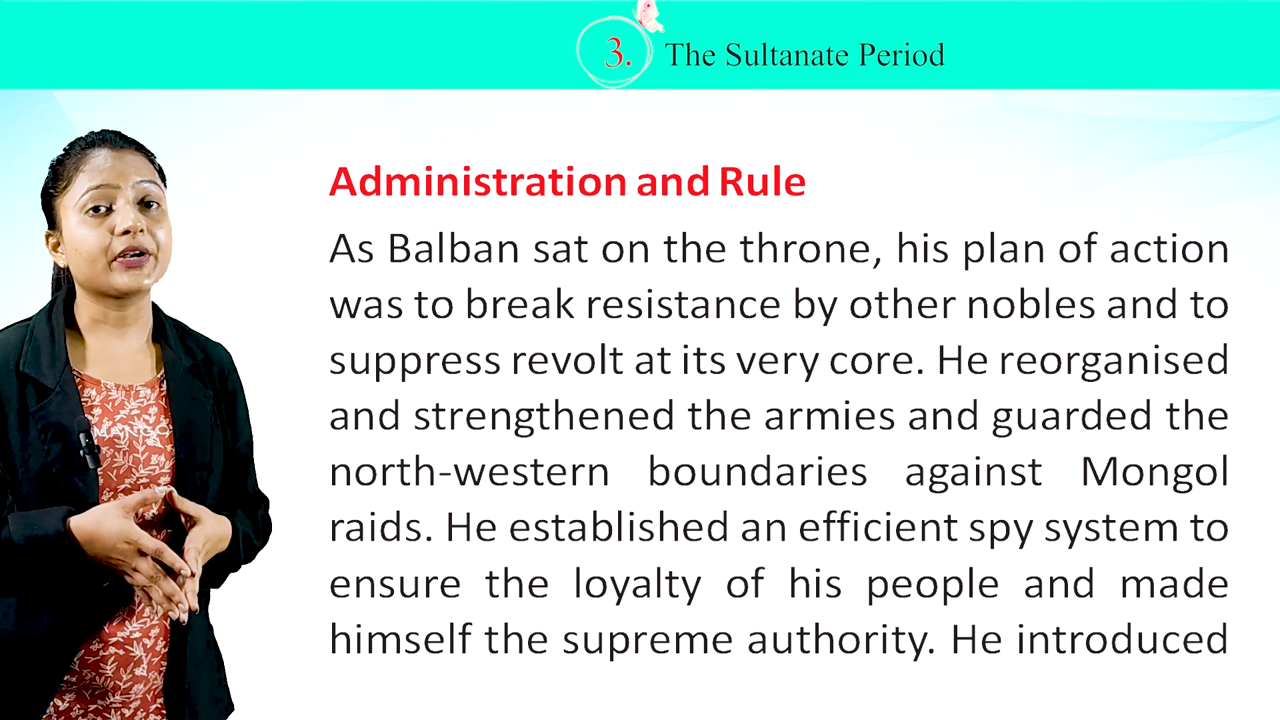 3. The Sultanate Period
Administration and Rule
As Balban sat on the throne, his plan of action
was to break resistance by other nobles and to
suppress revolt at its very core. He reorganised
and strengthened the armies and guarded the
north-western boundaries against Mongol
raids. He established an efficient spy system to
ensure the loyalty of his people and made
himself the supreme authority. He introduced